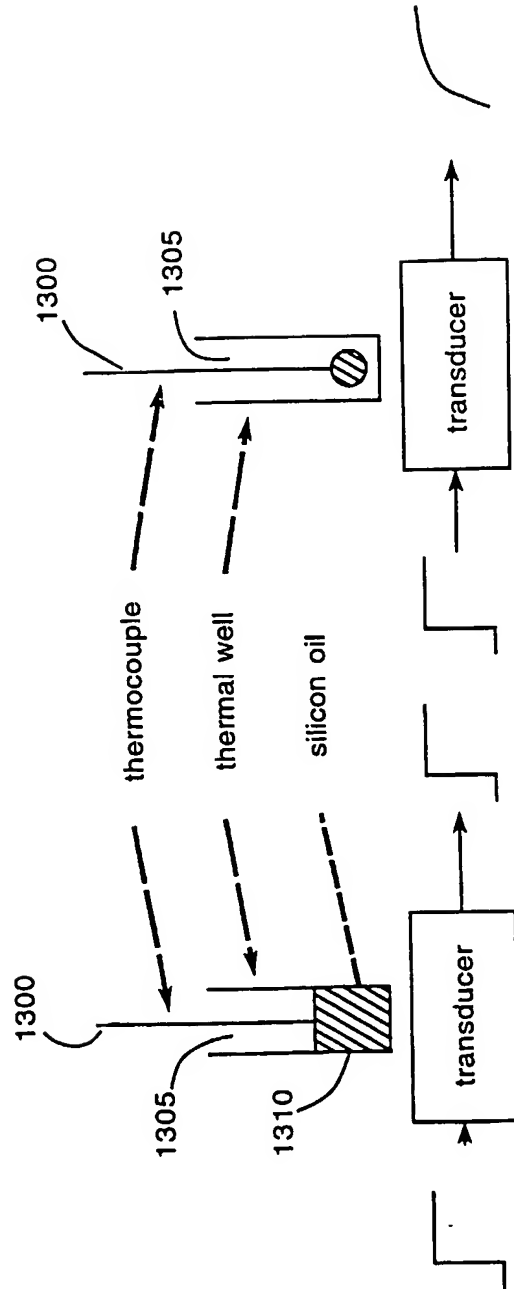 1300
1305
1310
thermocouple
thermal well
silicon oil
1300
1305
transducer
transducer